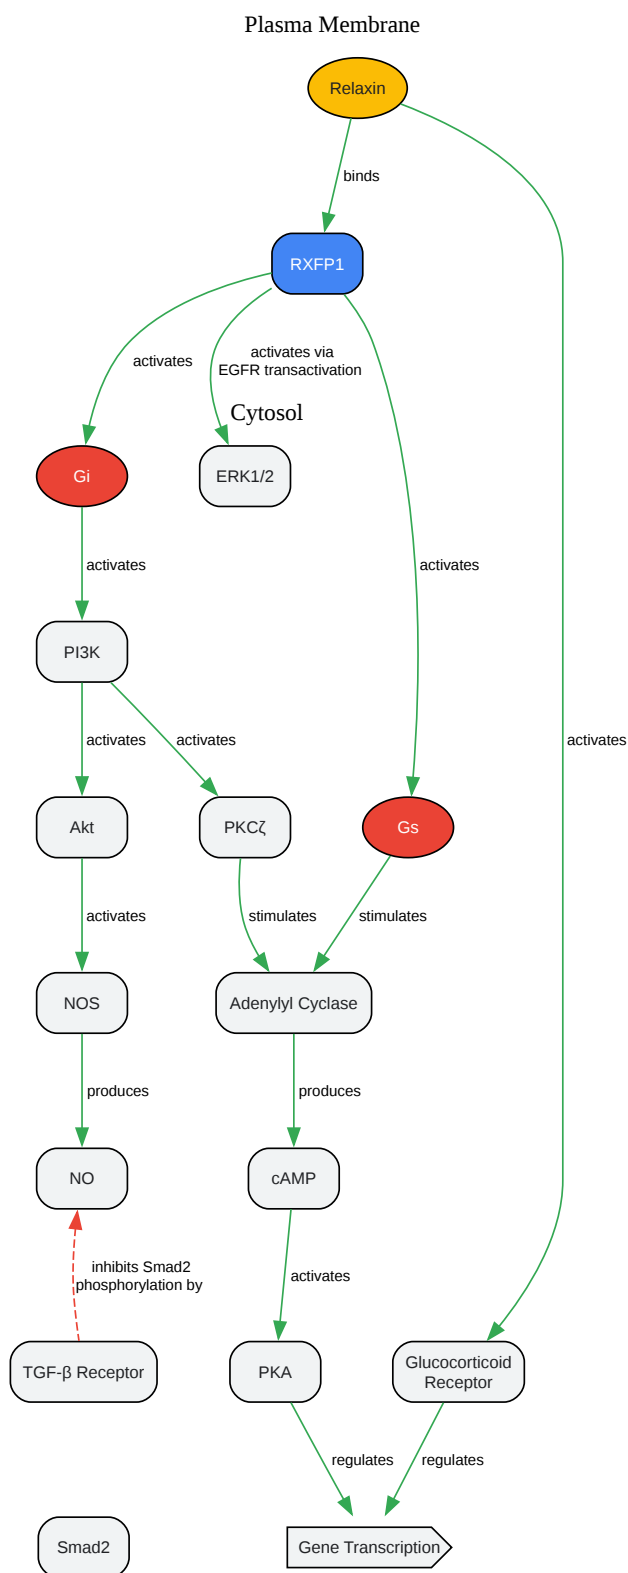 Plasma Membrane
Relaxin
binds
RXFP1
activates
activates via
EGFR transactivation
Cytosol
Gi
ERK1/2
activates
activates
PI3K
activates
activates
activates
Akt
PKCζ
Gs
activates
stimulates
stimulates
NOS
Adenylyl Cyclase
produces
produces
NO
cAMP
inhibits Smad2
phosphorylation by
activates
TGF-β Receptor
PKA
Glucocorticoid
Receptor
regulates
regulates
Smad2
Gene Transcription